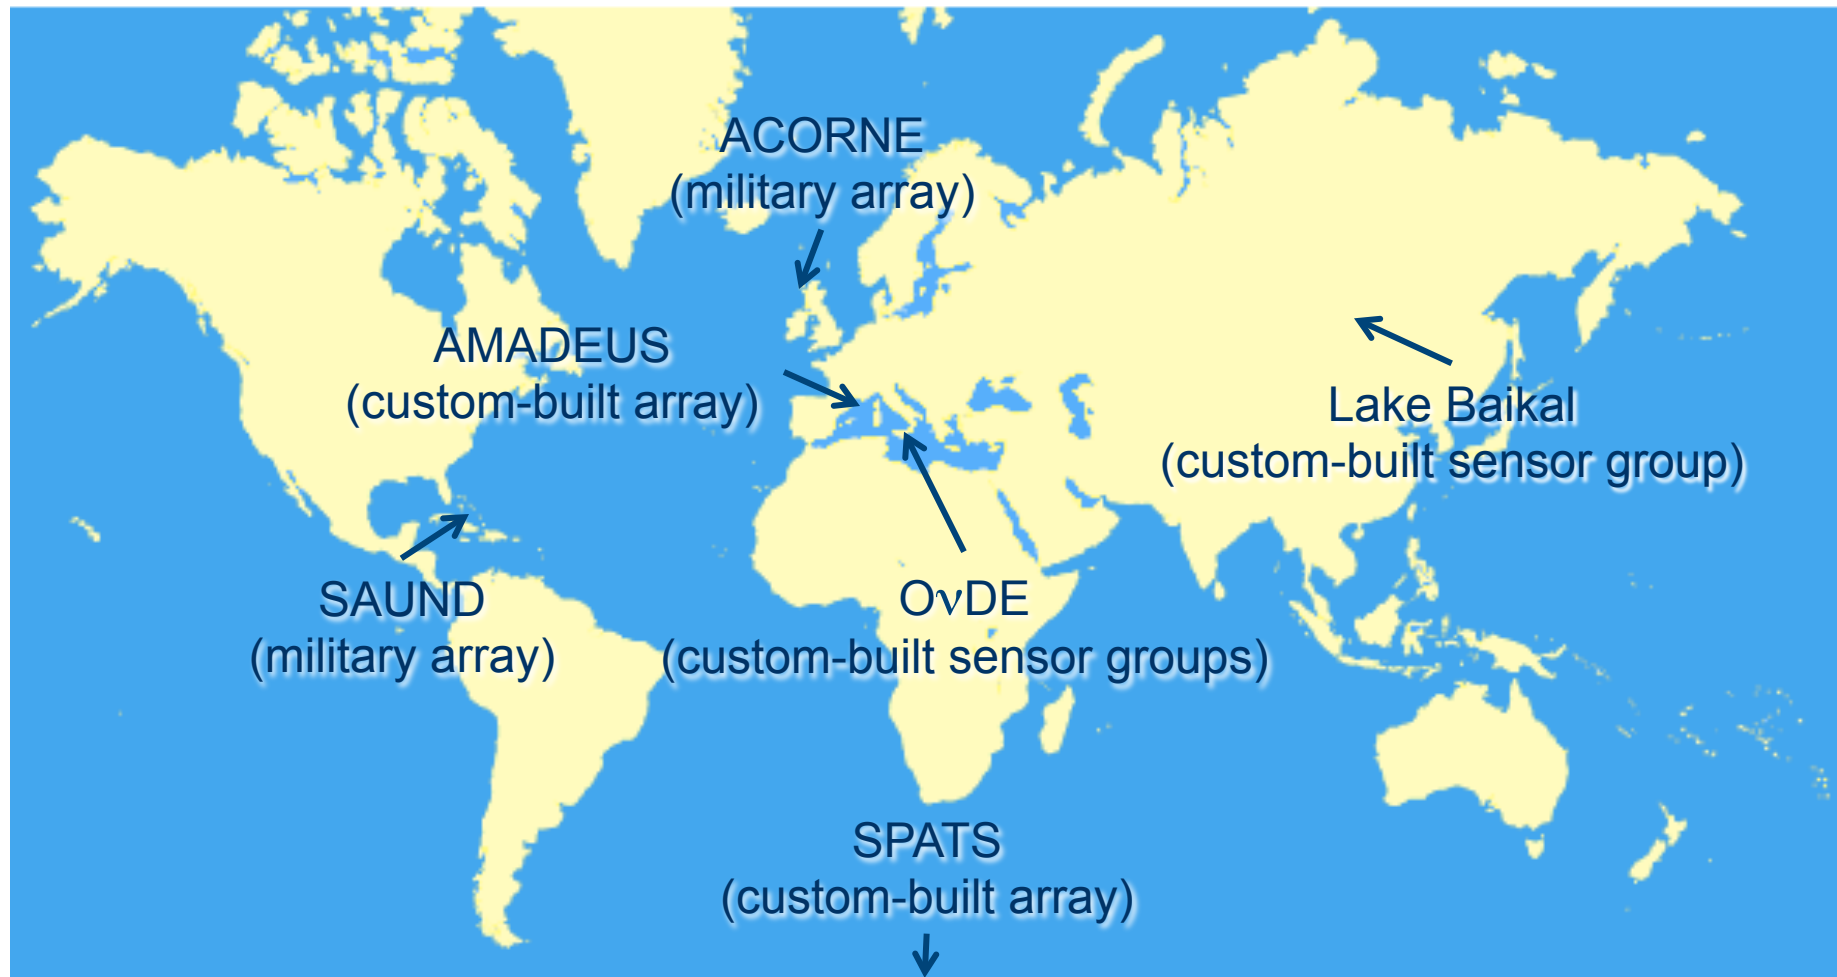 ACORNE
(military array)
AMADEUS
(custom-built array)
Lake Baikal
(custom-built sensor group)
SAUND
(military array)
OνDE
(custom-built sensor groups)
SPATS
(custom-built array)